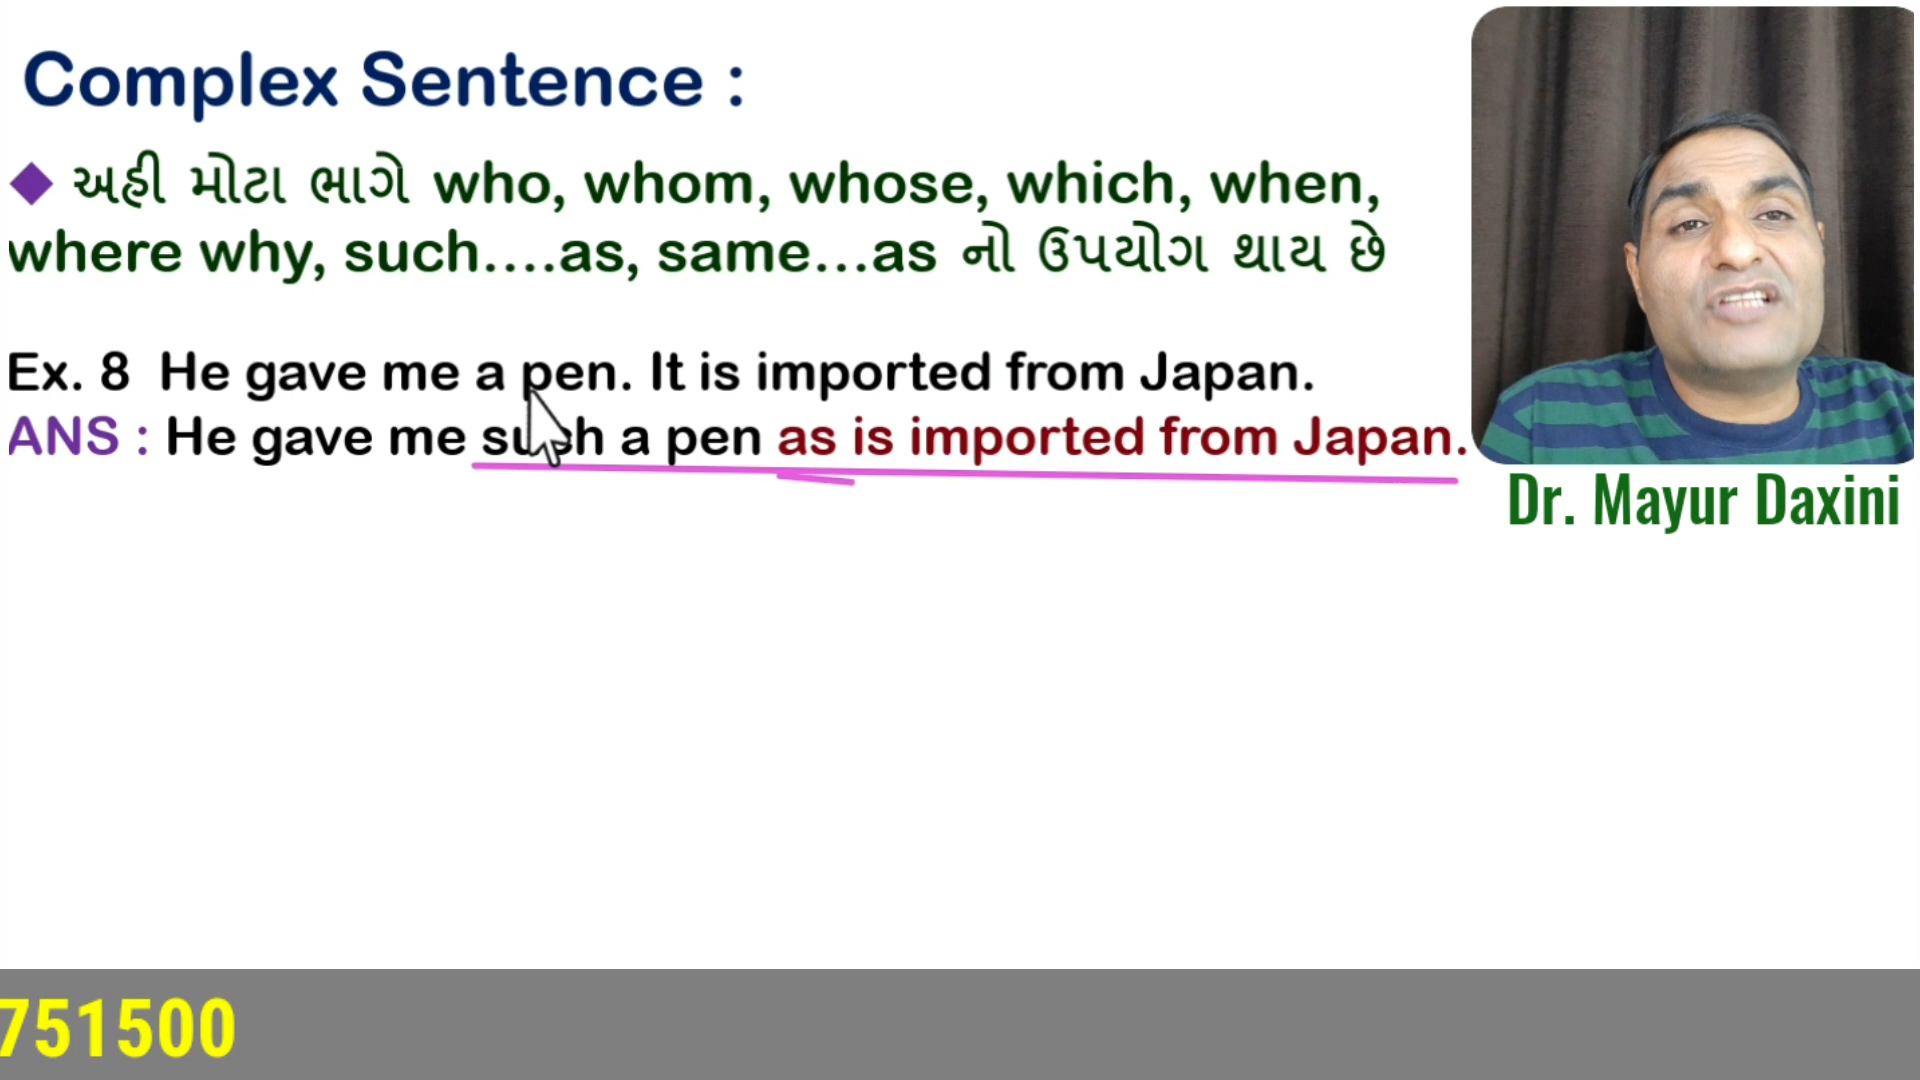 Complex Sentence :
◆ અહી મોટા ભાગે who, whom, whose, which, when,
where why, such....as, same...as નો ઉપયોગ થાય છે
Ex. 8 He gave me a pen. It is imported from Japan.
ANS : He gave me such a pen as is imported from Japan.
Dr. Mayur Daxini
751500